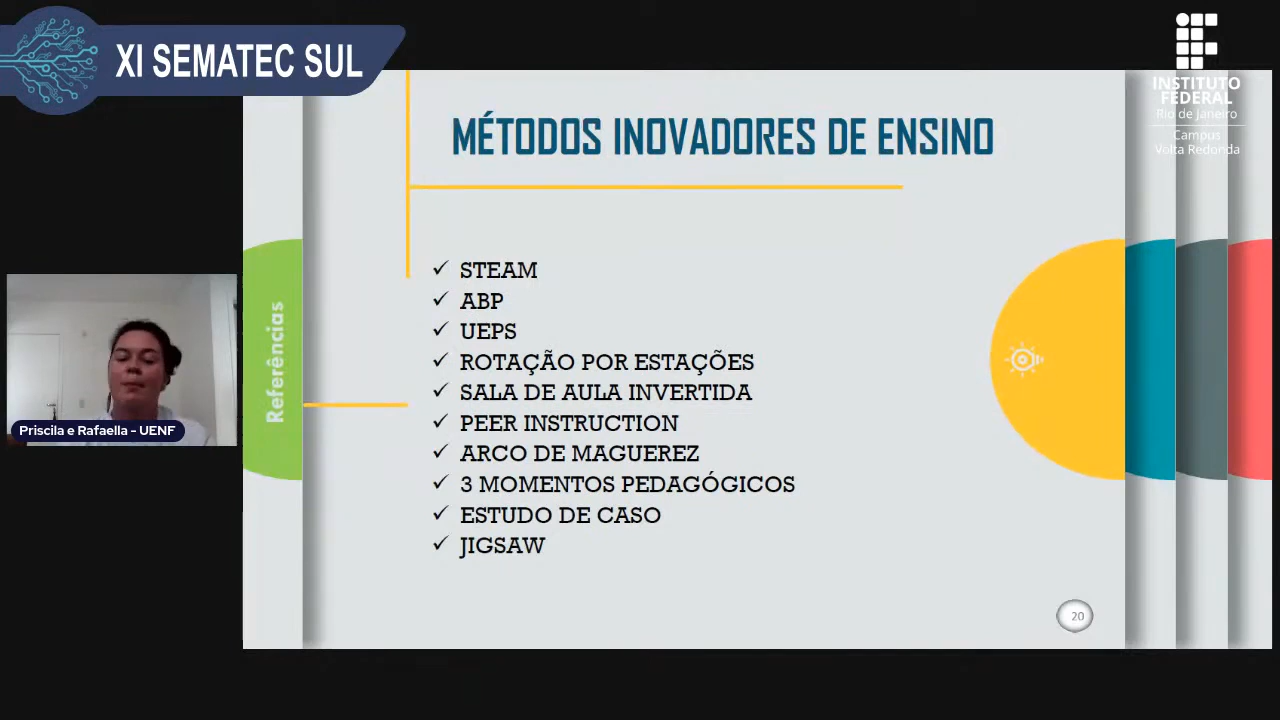 XI SEMATEC SUL
INSTITUTO
FEDERAL
Rio de Janeiro
Campus
Volta Redonda
MÉTODOS INOVADORES DE ENSINO
Referências
✓ STEAM
✓ ABP
✓ UEPS
✓ ROTAÇÃO POR ESTAÇÕES
✓ SALA DE AULA INVERTIDA
✓ PEER INSTRUCTION
✓ ARCO DE MAGUEREZ
✓ 3 MOMENTOS PEDAGÓGICOS
✓ ESTUDO DE CASO
✓ JIGSAW
Priscila e Rafaella - UENF
20